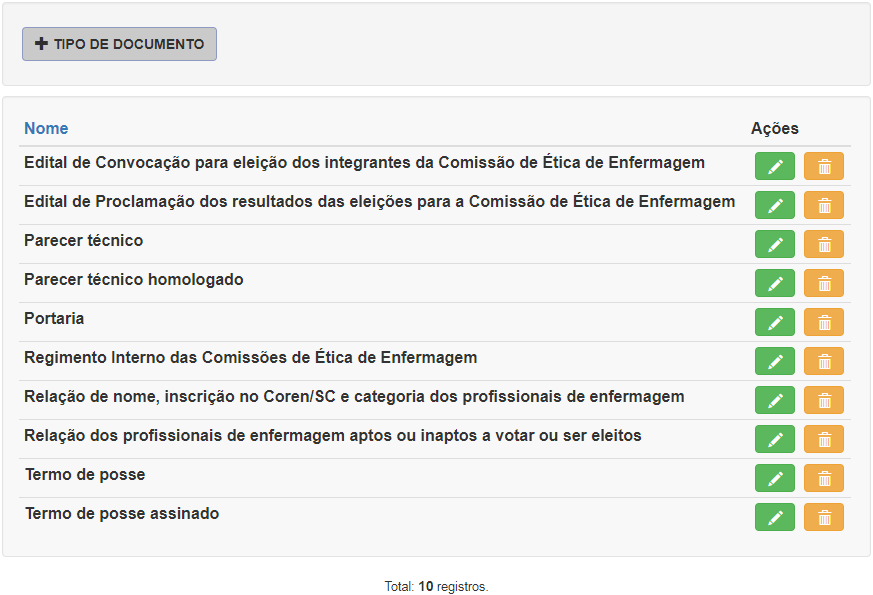 TIPO DE DOCUMENTO
Nome Ações
Edital de Convocação para eleição dos integrantes da Comissão de Ética de Enfermagem
Edital de Proclamação dos resultados das eleições para a Comissão de Ética de Enfermagem
Parecer técnico
Parecer técnico homologado
Portaria
Regimento Interno das Comissões de Ética de Enfermagem
Relação de nome, inscrição no Coren/SC e categoria dos profissionais de enfermagem
Relação dos profissionais de enfermagem aptos ou inaptos a votar ou ser eleitos
Termo de posse
Termo de posse assinado
Total: 10 registros.